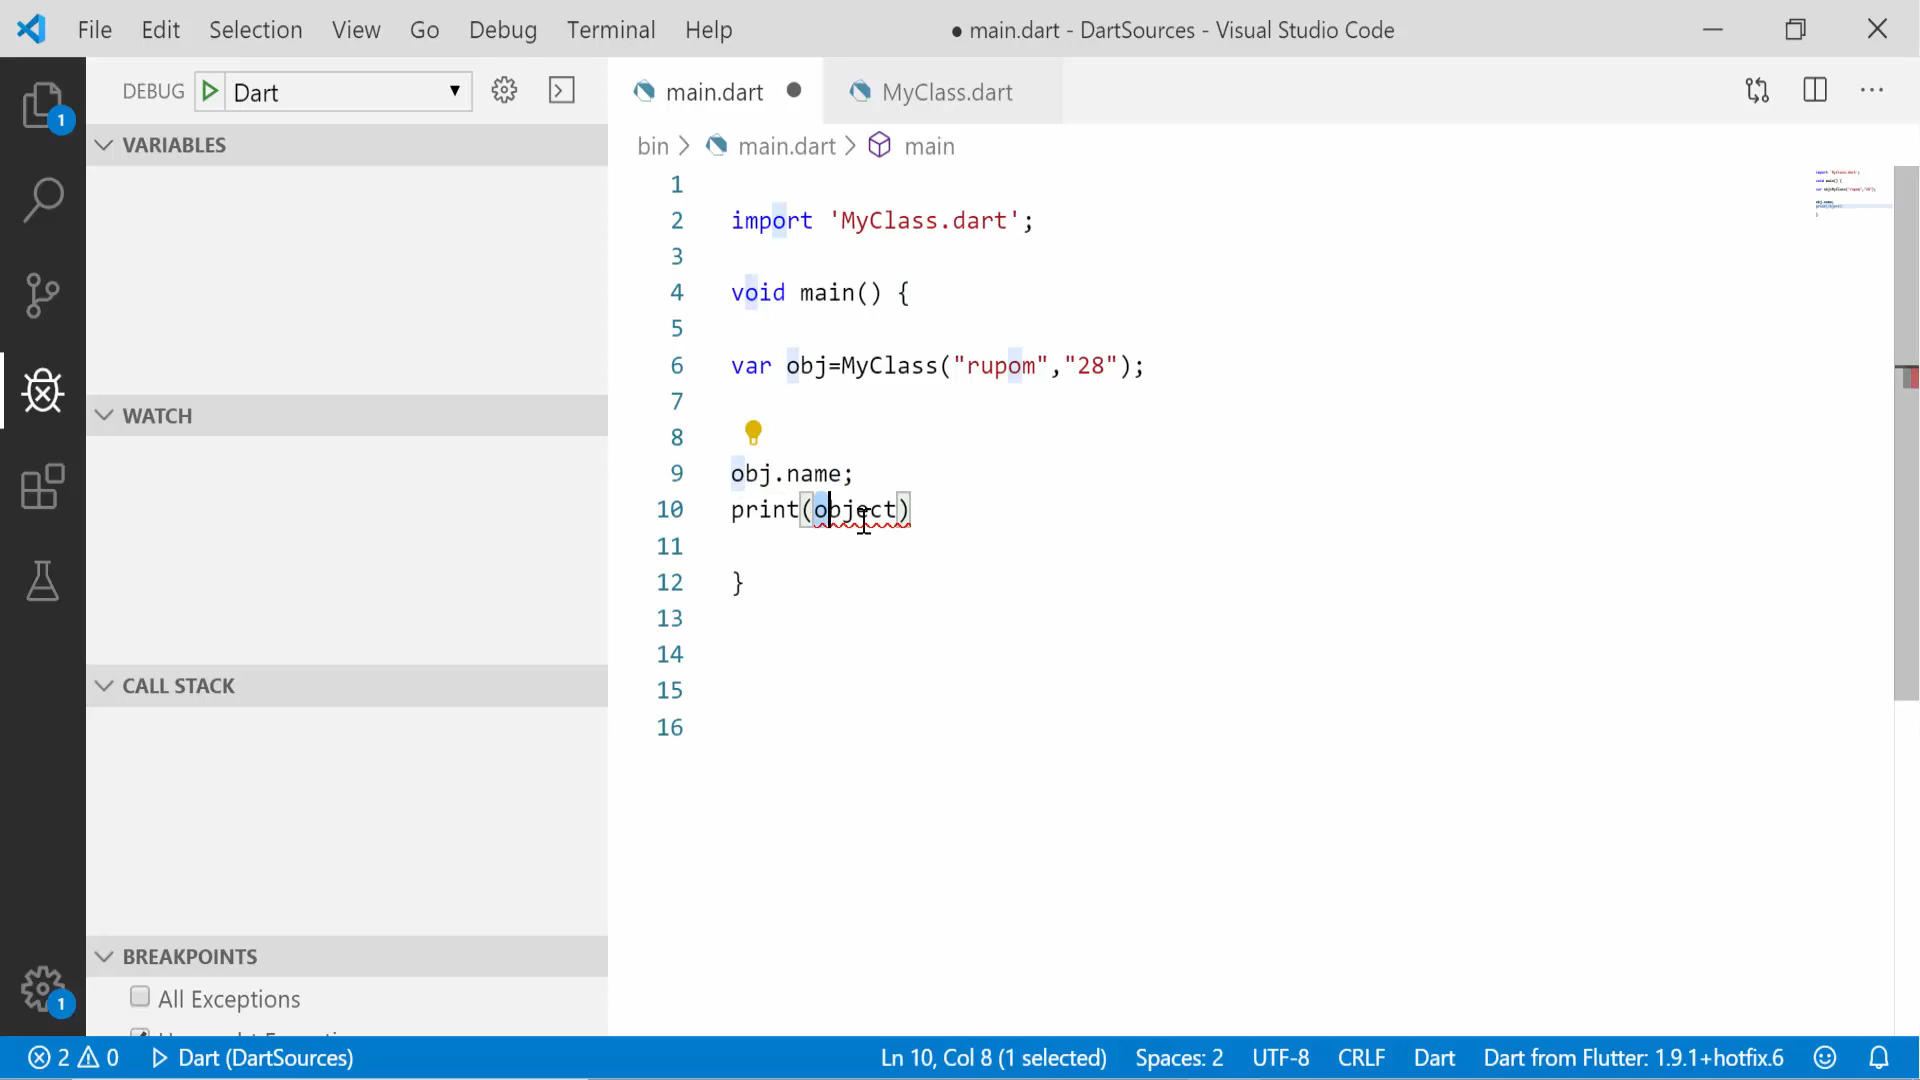 File Edit Selection View Go Debug Terminal Help
● main.dart - DartSources - Visual Studio Code
DEBUG Dart
main.dart
MyClass.dart
1
bin > main.dart > main
VARIABLES
WATCH
CALL STACK
BREAKPOINTS
All Exceptions
1
1
2 import 'MyClass.dart';
3
4 void main() {
5
6 var obj=MyClass("rupom","28");
7
8
9 obj.name;
10 print(object)
11
12 }
13
14
15
16
2 0 Dart (DartSources)
Ln 10, Col 8 (1 selected) Spaces: 2 UTF-8 CRLF Dart Dart from Flutter: 1.9.1+hotfix.6